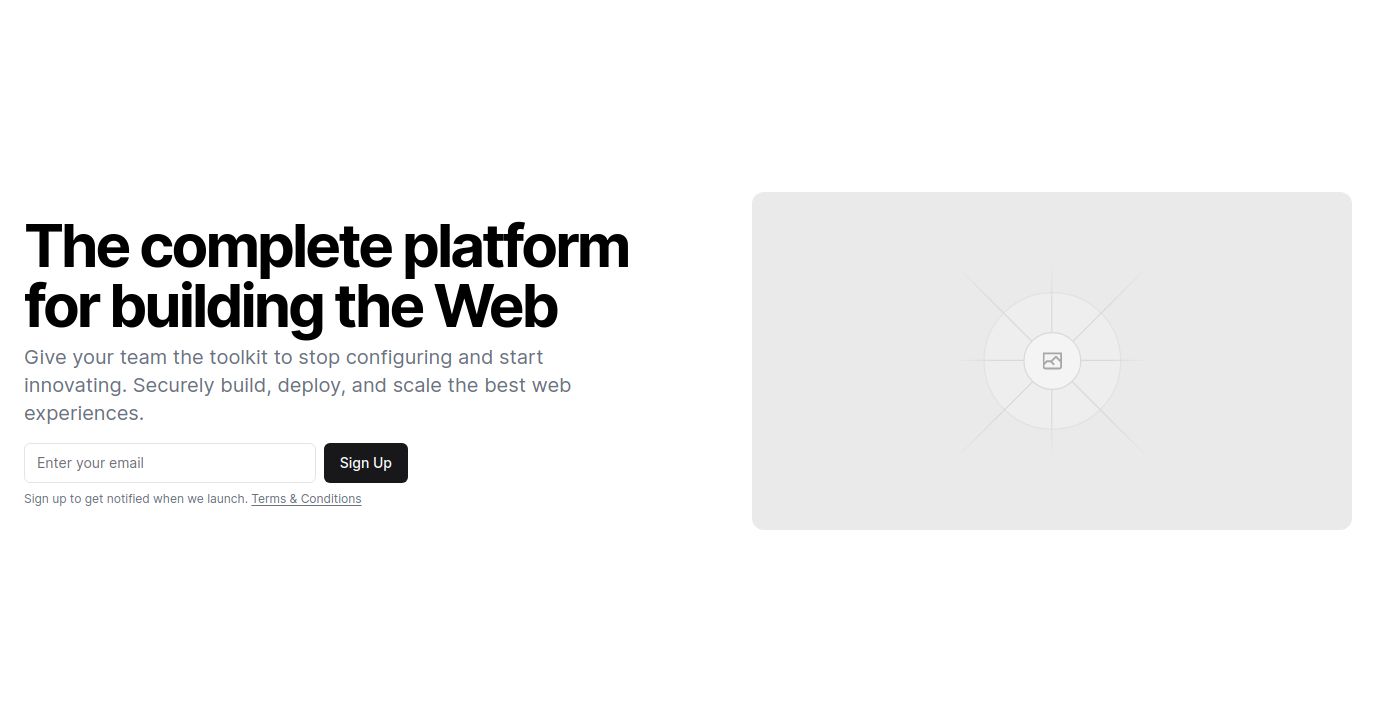 The complete platform
for building the Web
Give your team the toolkit to stop configuring and start
innovating. Securely build, deploy, and scale the best web
experiences.
Enter your email
Sign Up
Sign up to get notified when we launch. Terms & Conditions